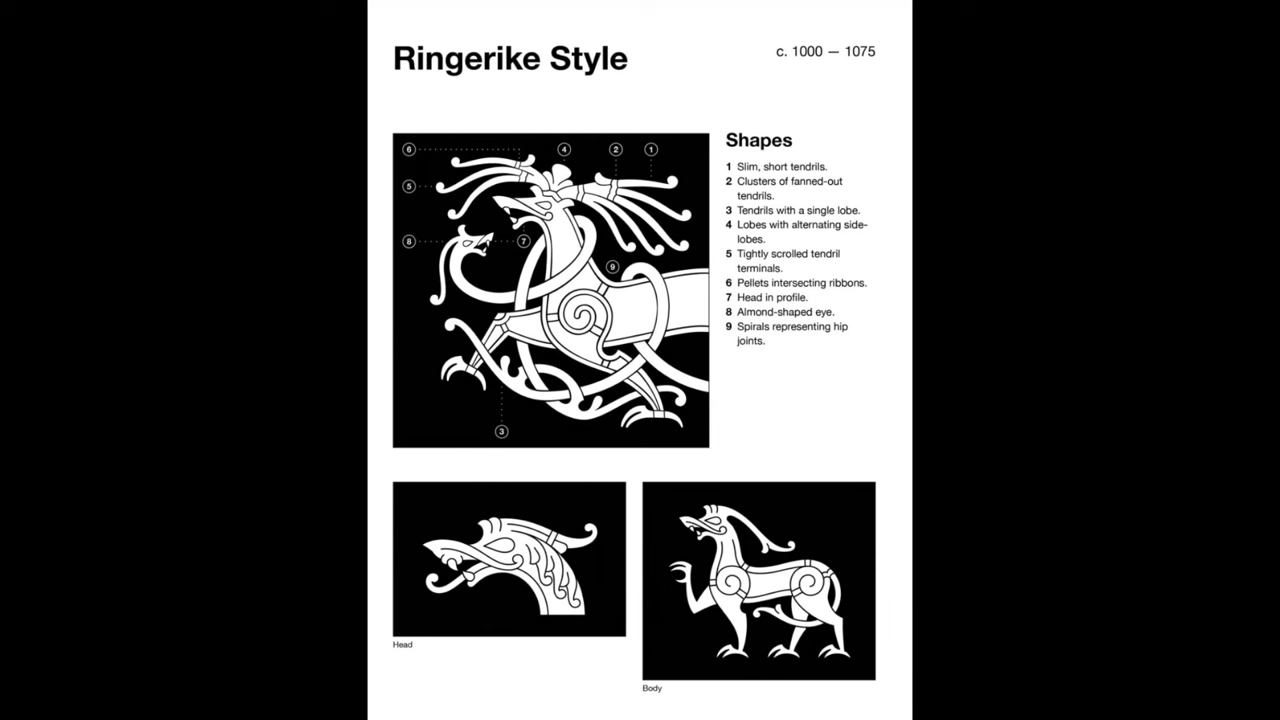 Ringerike Style
c. 1000 — 1075
6
4
2
1
5
8
7
9
3
Shapes
1 Slim, short tendrils.
2 Clusters of fanned-out
tendrils.
3 Tendrils with a single lobe.
4 Lobes with alternating side-
lobes.
5 Tightly scrolled tendril
terminals.
6 Pellets intersecting ribbons.
7 Head in profile.
8 Almond-shaped eye.
9 Spirals representing hip
joints.
Head
Body